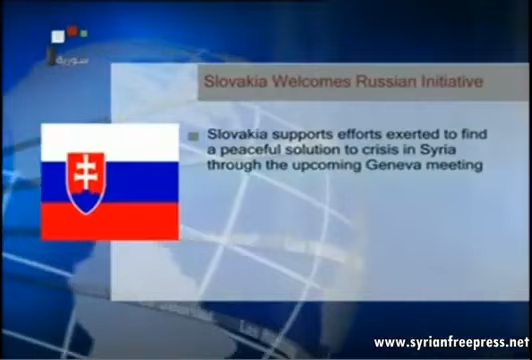 سورية
Slovakia Welcomes Russian Initiative
Slovakia supports efforts exerted to find
a peaceful solution to crisis in Syria
through the upcoming Geneva meeting
www.syrianfreepress.net